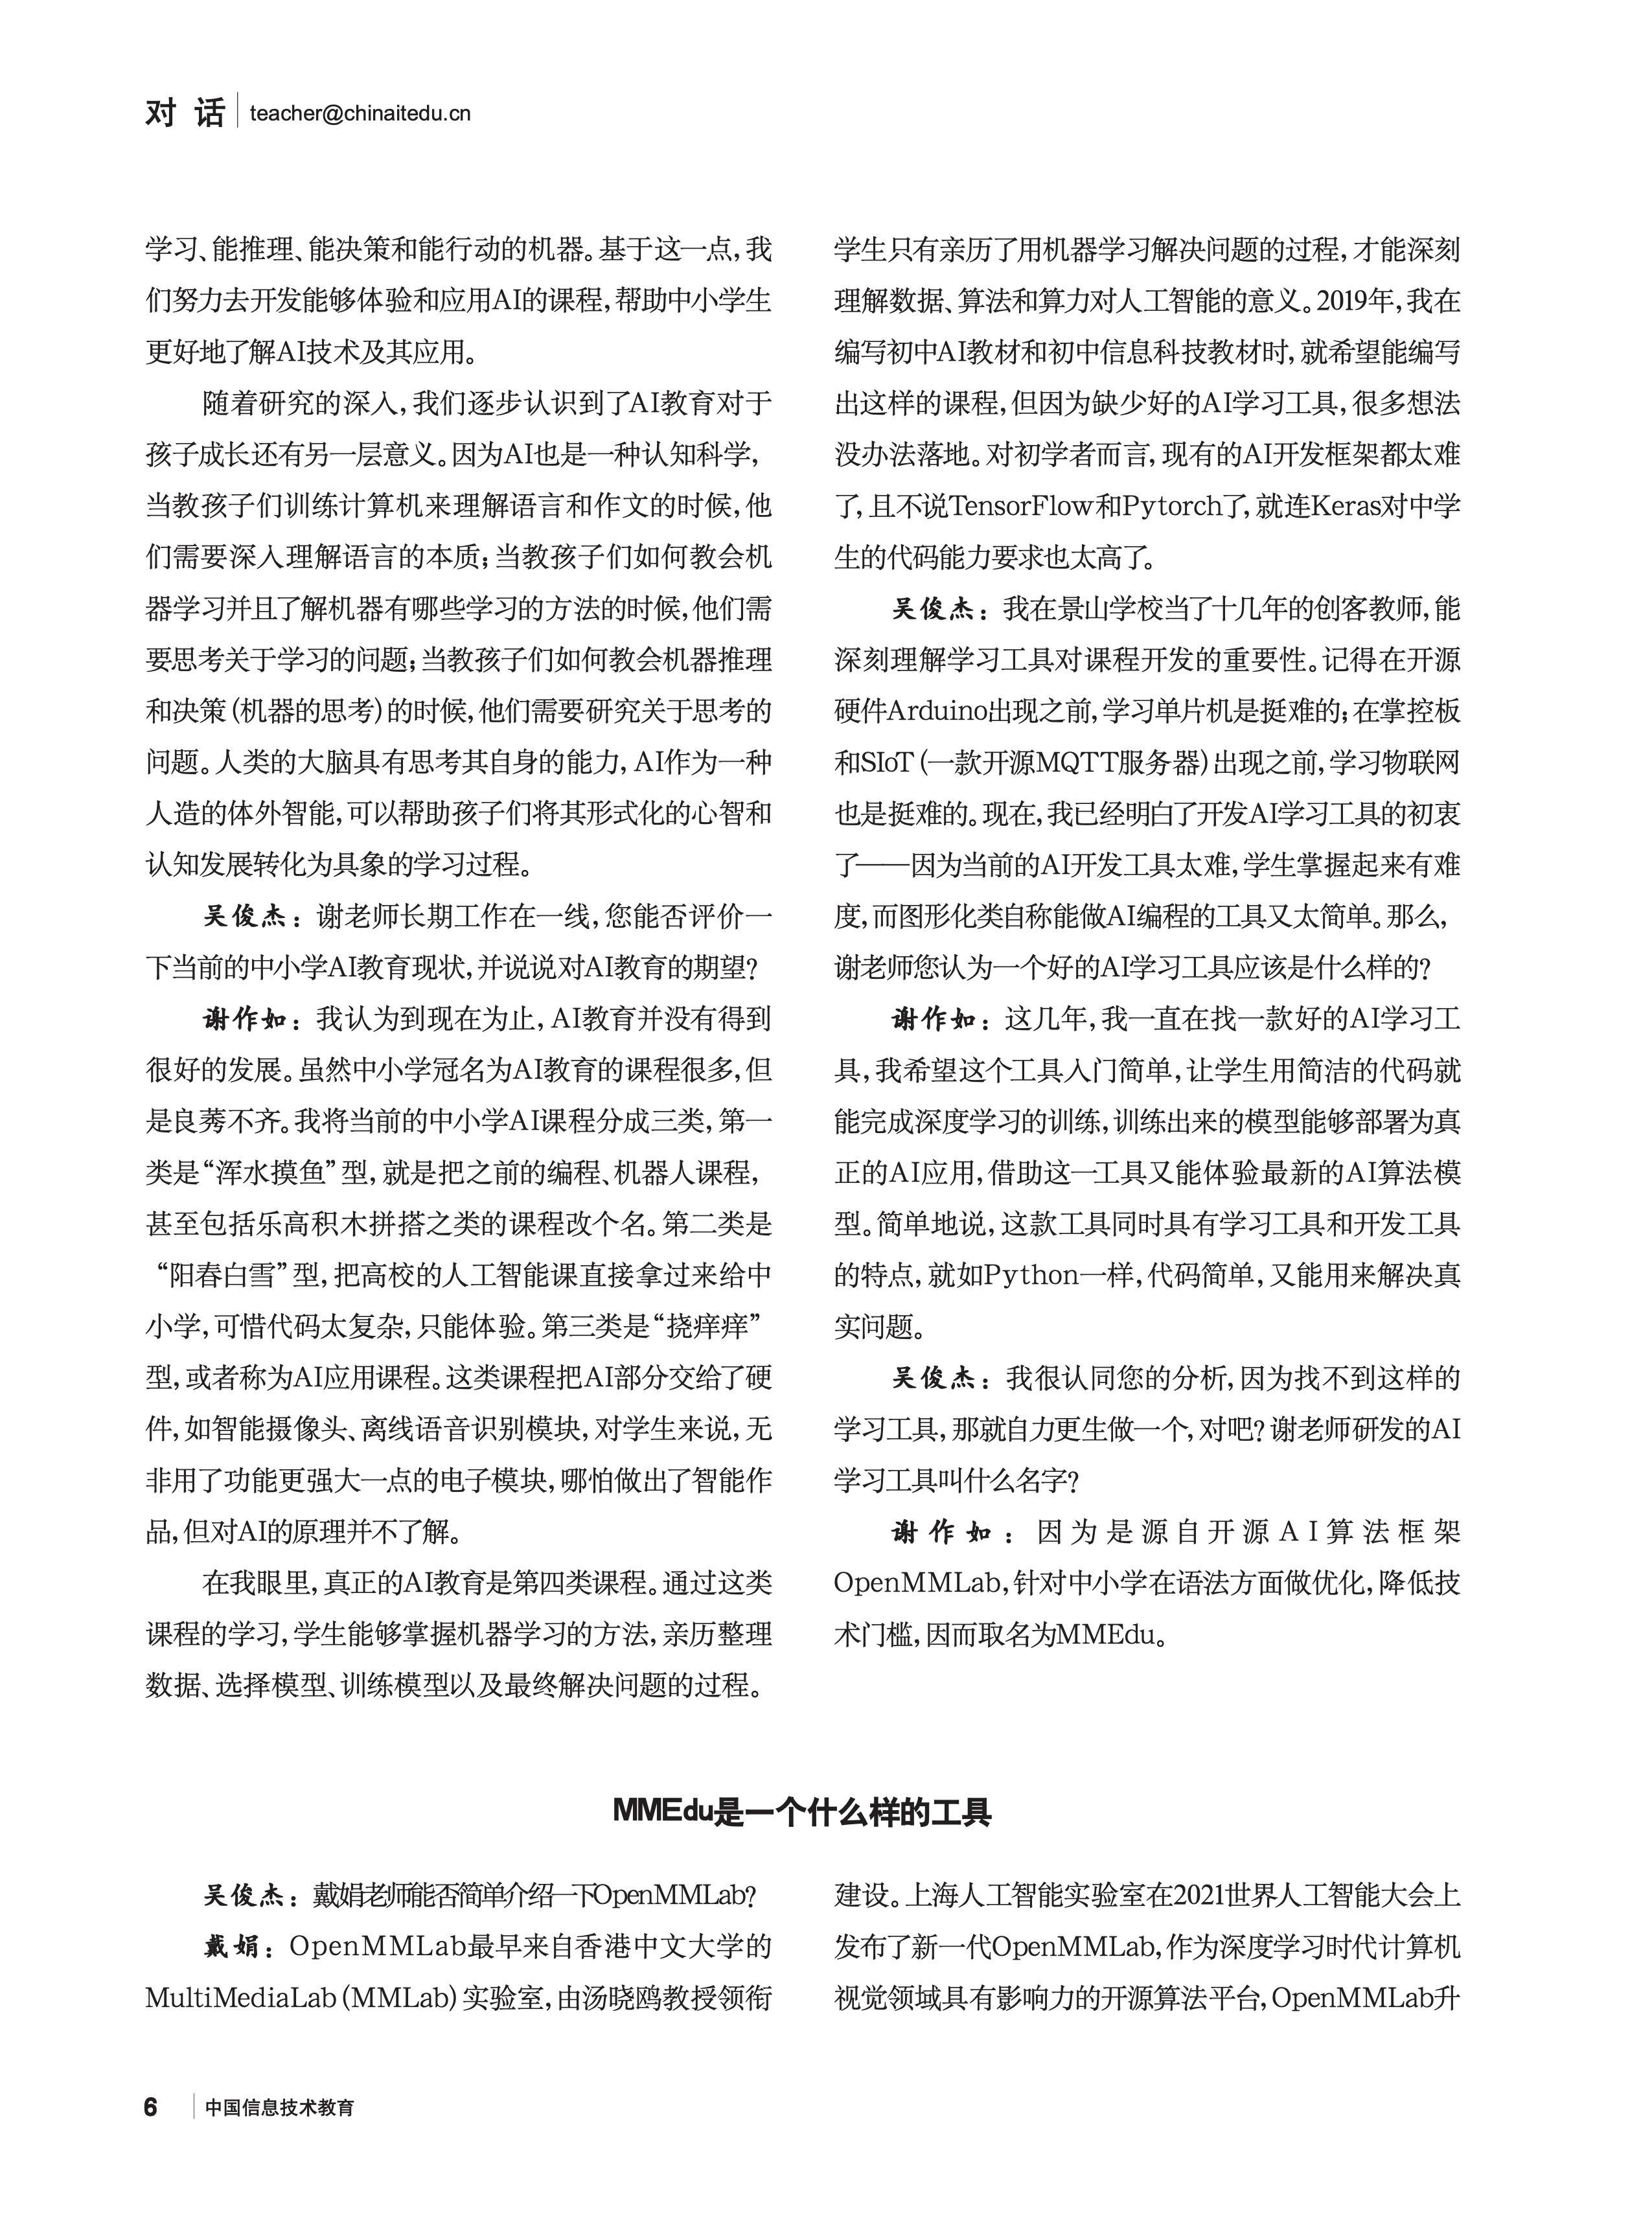 对 话 teacher@chinaitedu.cn
学习、能推理、能决策和能行动的机器。基于这一点，我
们努力去开发能够体验和应用AI的课程，帮助中小学生
更好地了解AI技术及其应用。
随着研究的深入，我们逐步认识到了AI教育对于
孩子成长还有另一层意义。因为AI也是一种认知科学，
当教孩子们训练计算机来理解语言和作文的时候，他
们需要深入理解语言的本质；当教孩子们如何教会机
器学习并且了解机器有哪些学习的方法的时候，他们需
要思考关于学习的问题；当教孩子们如何教会机器推理
和决策（机器的思考）的时候，他们需要研究关于思考的
问题。人类的大脑具有思考其自身的能力，AI作为一种
人造的体外智能，可以帮助孩子们将其形式化的心智和
认知发展转化为具象的学习过程。
吴俊杰：谢老师长期工作在一线，您能否评价一
下当前的中小学AI教育现状，并说说对AI教育的期望？
谢作如：我认为到现在为止，AI教育并没有得到
很好的发展。虽然中小学冠名为AI教育的课程很多，但
是良莠不齐。我将当前的中小学AI课程分成三类，第一
类是“浑水摸鱼”型，就是把之前的编程、机器人课程，
甚至包括乐高积木拼搭之类的课程改个名。第二类是
“阳春白雪”型，把高校的人工智能课直接拿过来给中
小学，可惜代码太复杂，只能体验。第三类是“挠痒痒”
型，或者称为AI应用课程。这类课程把AI部分交给了硬
件，如智能摄像头、离线语音识别模块，对学生来说，无
非用了功能更强大一点的电子模块，哪怕做出了智能作
品，但对AI的原理并不了解。
在我眼里，真正的AI教育是第四类课程。通过这类
课程的学习，学生能够掌握机器学习的方法，亲历整理
数据、选择模型、训练模型以及最终解决问题的过程。
学生只有亲历了用机器学习解决问题的过程，才能深刻
理解数据、算法和算力对人工智能的意义。2019年，我在
编写初中AI教材和初中信息科技教材时，就希望能编写
出这样的课程，但因为缺少好的AI学习工具，很多想法
没办法落地。对初学者而言，现有的AI开发框架都太难
了，且不说TensorFlow和Pytorch了，就连Keras对中学
生的代码能力要求也太高了。
吴俊杰：我在景山学校当了十几年的创客教师，能
深刻理解学习工具对课程开发的重要性。记得在开源
硬件Arduino出现之前，学习单片机是挺难的；在掌控板
和SIoT（一款开源MQTT服务器）出现之前，学习物联网
也是挺难的。现在，我已经明白了开发AI学习工具的初衷
了——因为当前的AI开发工具太难，学生掌握起来有难
度，而图形化类自称能做AI编程的工具又太简单。那么，
谢老师您认为一个好的AI学习工具应该是什么样的？
谢作如：这几年，我一直在找一款好的AI学习工
具，我希望这个工具入门简单，让学生用简洁的代码就
能完成深度学习的训练，训练出来的模型能够部署为真
正的AI应用，借助这一工具又能体验最新的AI算法模
型。简单地说，这款工具同时具有学习工具和开发工具
的特点，就如Python一样，代码简单，又能用来解决真
实问题。
吴俊杰：我很认同您的分析，因为找不到这样的
学习工具，那就自力更生做一个，对吧？谢老师研发的AI
学习工具叫什么名字？
谢作如：因为是源自开源AI算法框架
OpenMMLab，针对中小学在语法方面做优化，降低技
术门槛，因而取名为MMEdu。
MMEdu是一个什么样的工具
吴俊杰：戴娟老师能否简单介绍一下OpenMMLab？
戴娟：OpenMMLab最早来自香港中文大学的
MultiMediaLab（MMLab）实验室，由汤晓鸥教授领衔
建设。上海人工智能实验室在2021世界人工智能大会上
发布了新一代OpenMMLab，作为深度学习时代计算机
视觉领域具有影响力的开源算法平台，OpenMMLab升
6 中国信息技术教育